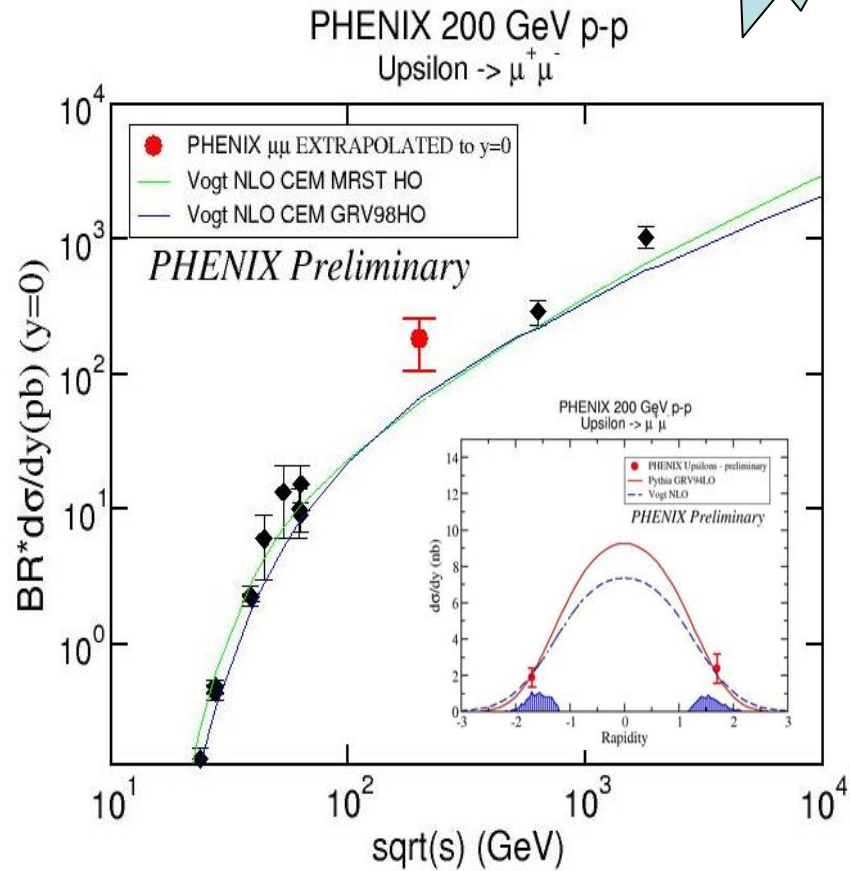 PHENIX 200 GeV p-p
Upsilon -> μ⁺μ⁻
10⁴
PHENIX μμ EXTRAPOLATED to y=0
Vogt NLO CEM MRST HO
Vogt NLO CEM GRV98HO
PHENIX Preliminary
10³
10²
10¹
10⁰
BR*dσ/dy(pb) (y=0)
PHENIX 200 GeV p-p
Upsilon -> μ μ
14
12
10
8
6
4
2
0
dσ/dy (nb)
PHENIX Upsilons - preliminary
Pythia GRV94LO
Vogt NLO
PHENIX Preliminary
-3 -2 -1 0 1 2 3
Rapidity
10¹ 10² 10³ 10⁴
sqrt(s) (GeV)